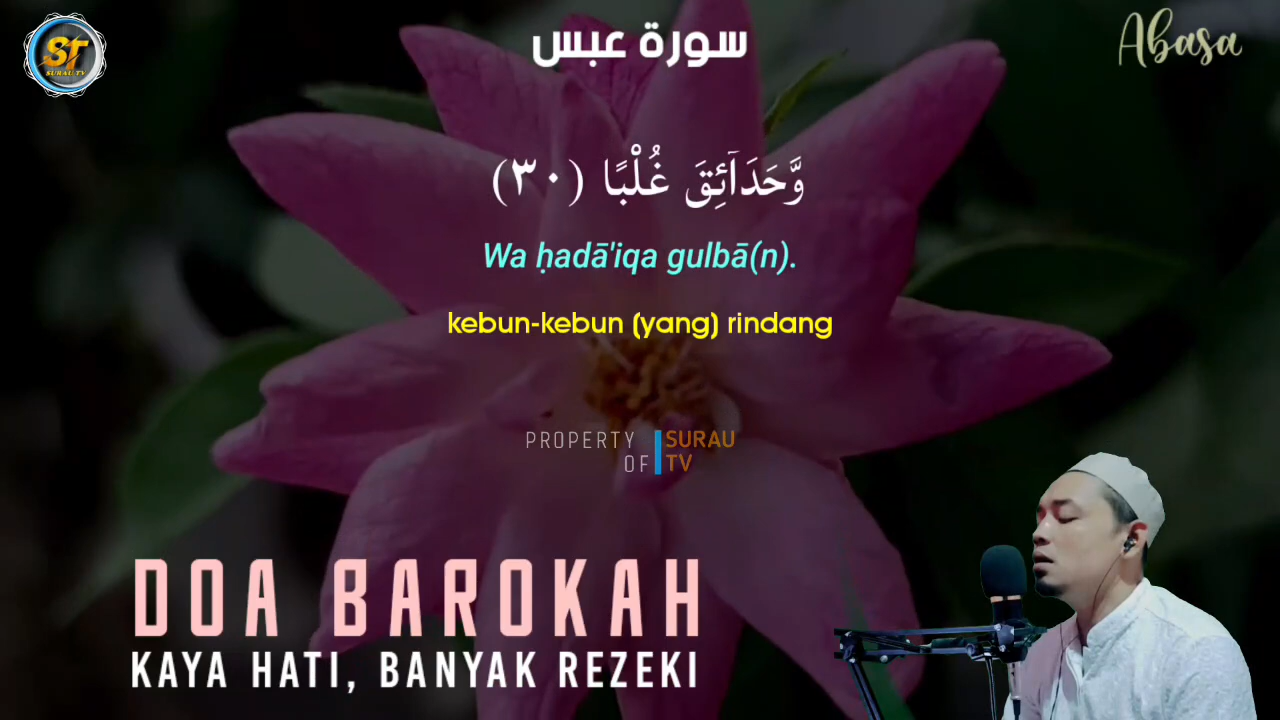 ST
SURAU TV
سورة عبس
Abasa
وَّحَدَاۤئِقَ غُلْبًا (٣٠)
Wa ḥadā'iqa gulbā(n).
kebun-kebun (yang) rindang
PROPERTY OF
SURAU TV
DOA BAROKAH
KAYA HATI, BANYAK REZEKI